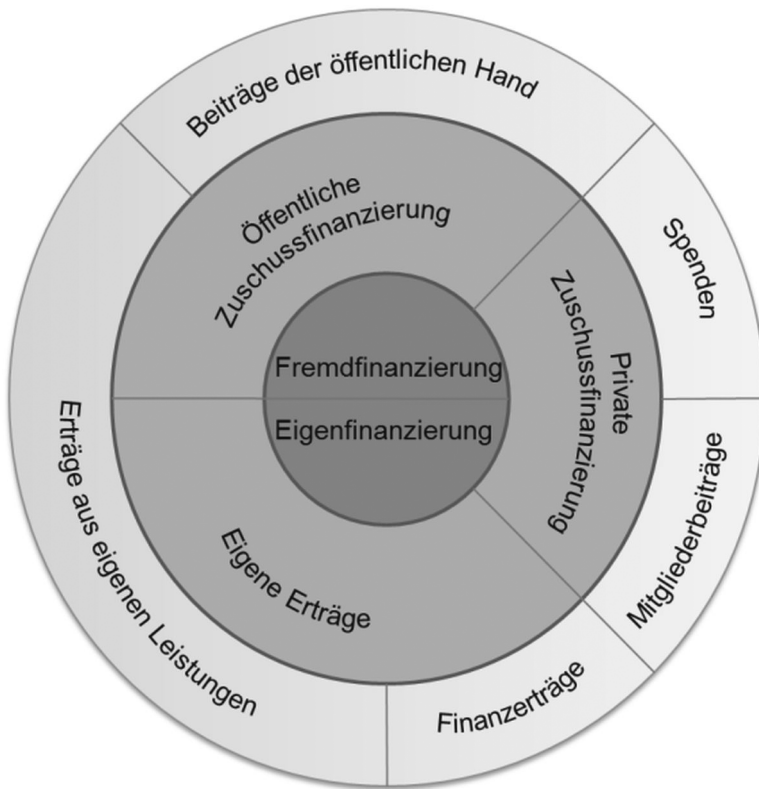 Beiträge der öffentlichen Hand
Öffentliche
Zuschussfinanzierung
Spenden
Private
Zuschussfinanzierung
Fremdfinanzierung
Eigenfinanzierung
Erträge aus eigenen Leistungen
Eigene Erträge
Mitgliederbeiträge
Finanzerträge